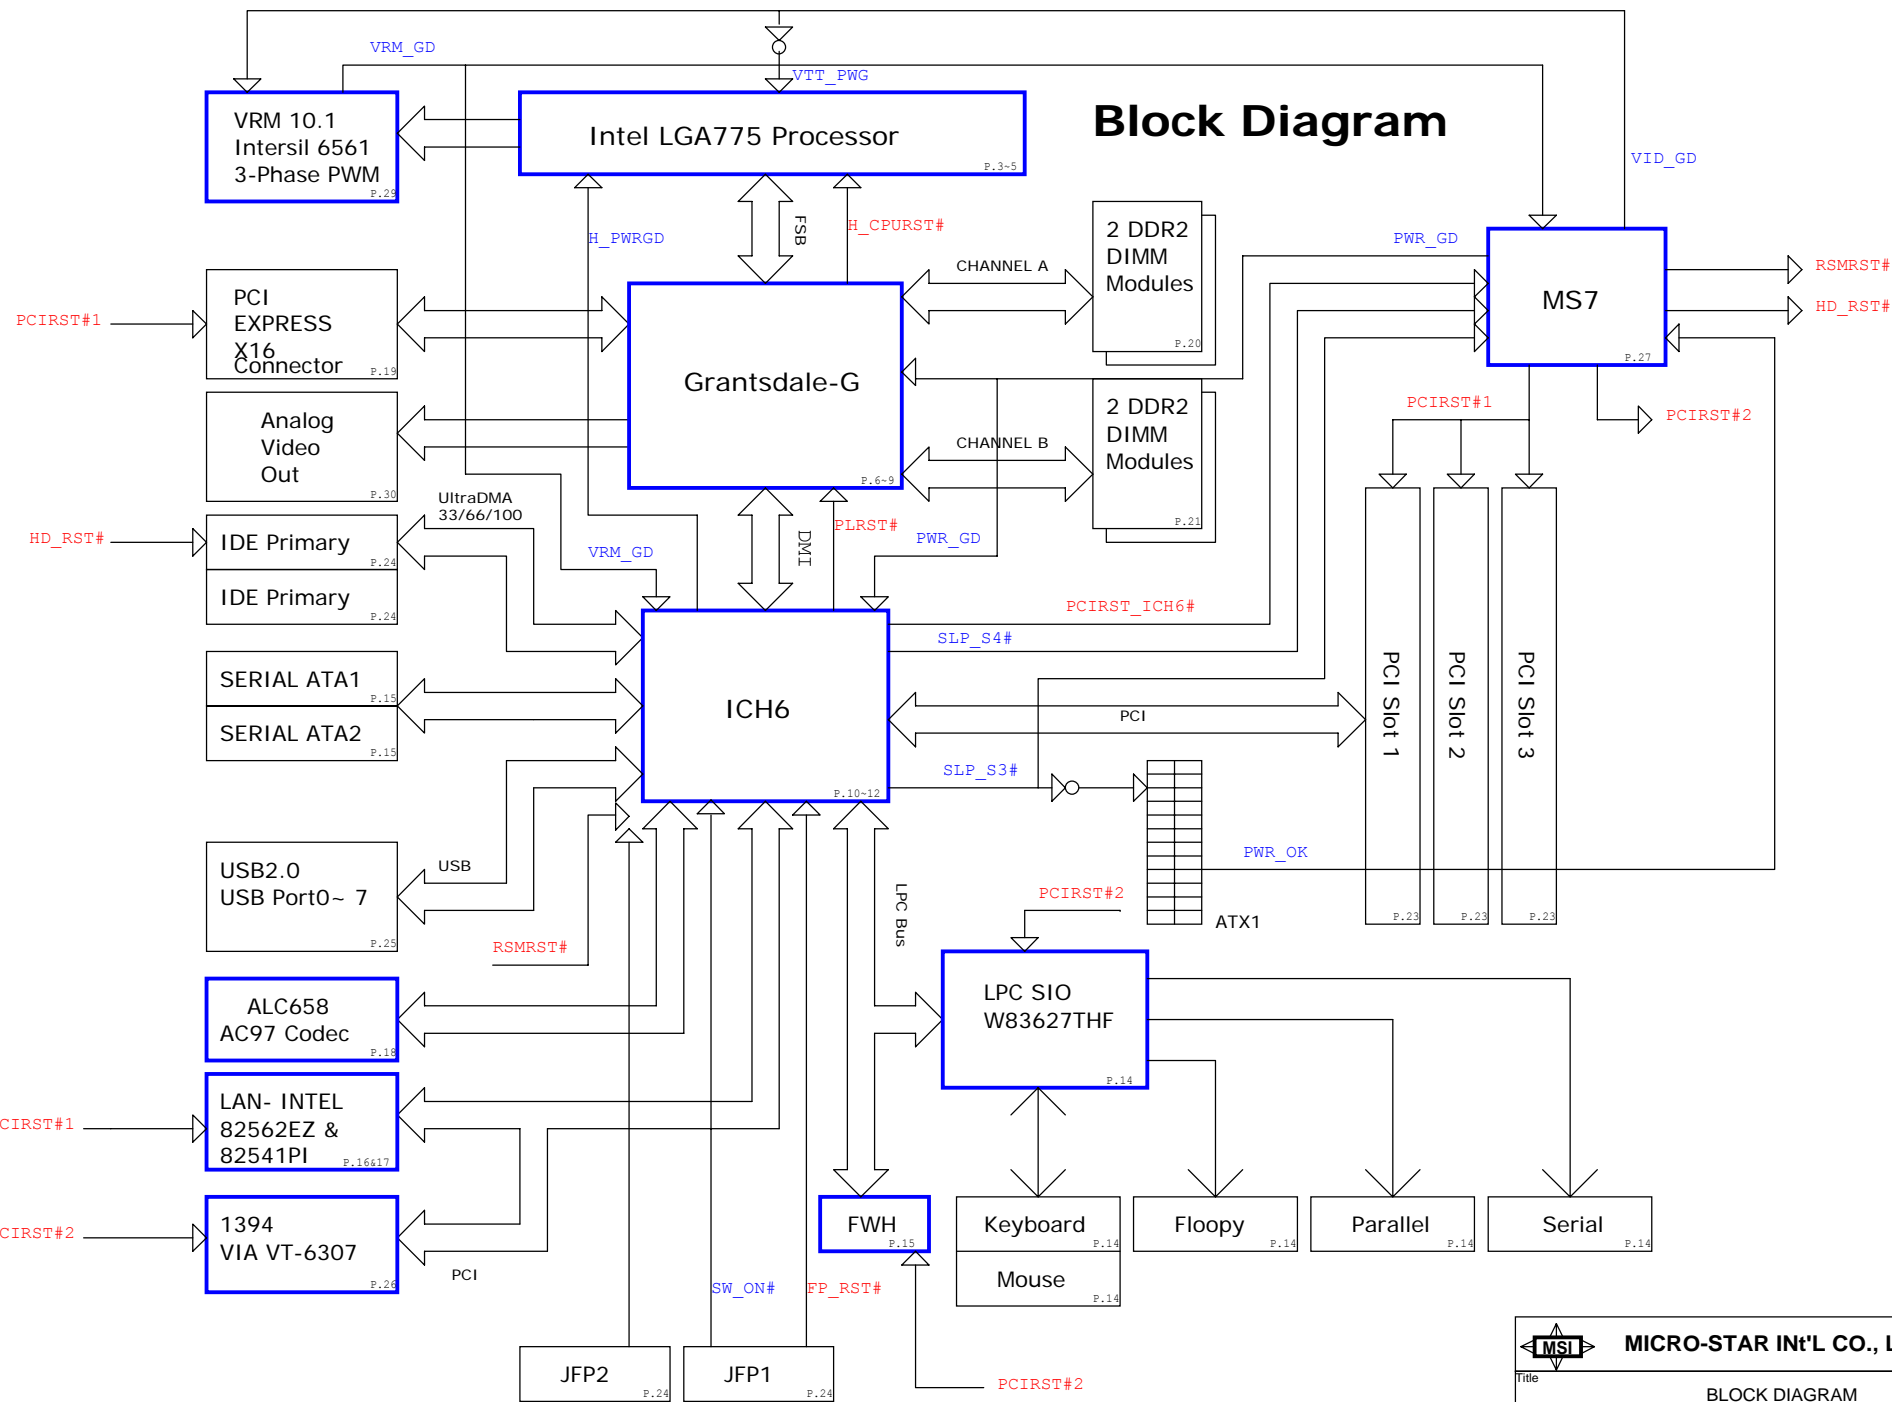 VRM_GD
VTT_PWG
VRM 10.1
Intersil 6561
3-Phase PWM
P.29
Intel LGA775 Processor
P.3~5
Block Diagram
VID_GD
H_PWRGD
FSB
H_CPURST#
2 DDR2
DIMM
Modules
P.20
PWR_GD
MS7
P.27
RSMRST#
HD_RST#
CHANNEL A
PCIRST#1
PCI
EXPRESS
X16
Connector
P.19
Grantsdale-G
P.6~9
Analog
Video
Out
P.30
CHANNEL B
2 DDR2
DIMM
Modules
P.21
PCIRST#1
PCIRST#2
UltraDMA
33/66/100
HD_RST#
IDE Primary
P.24
IDE Primary
P.24
VRM_GD
DMI
PLRST#
PWR_GD
PCIRST_ICH6#
SLP_S4#
SERIAL ATA1
P.15
SERIAL ATA2
P.15
ICH6
P.10~12
PCI
SLP_S3#
PCI Slot 1
P.23
PCI Slot 2
P.23
PCI Slot 3
P.23
PWR_OK
ATX1
USB2.0
USB Port0~ 7
P.25
USB
RSMRST#
LPC Bus
PCIRST#2
ALC658
AC97 Codec
P.18
LPC SIO
W83627THF
P.14
CIRST#1
LAN- INTEL
82562EZ &
82541PI
P.16&17
CIRST#2
1394
VIA VT-6307
P.26
PCI
FWH
P.15
Keyboard
P.14
Mouse
P.14
Floopy
P.14
Parallel
P.14
Serial
P.14
SW_ON#
FP_RST#
JFP2
P.24
JFP1
P.24
PCIRST#2
MSI
MICRO-STAR INt'L CO., L
Title
BLOCK DIAGRAM